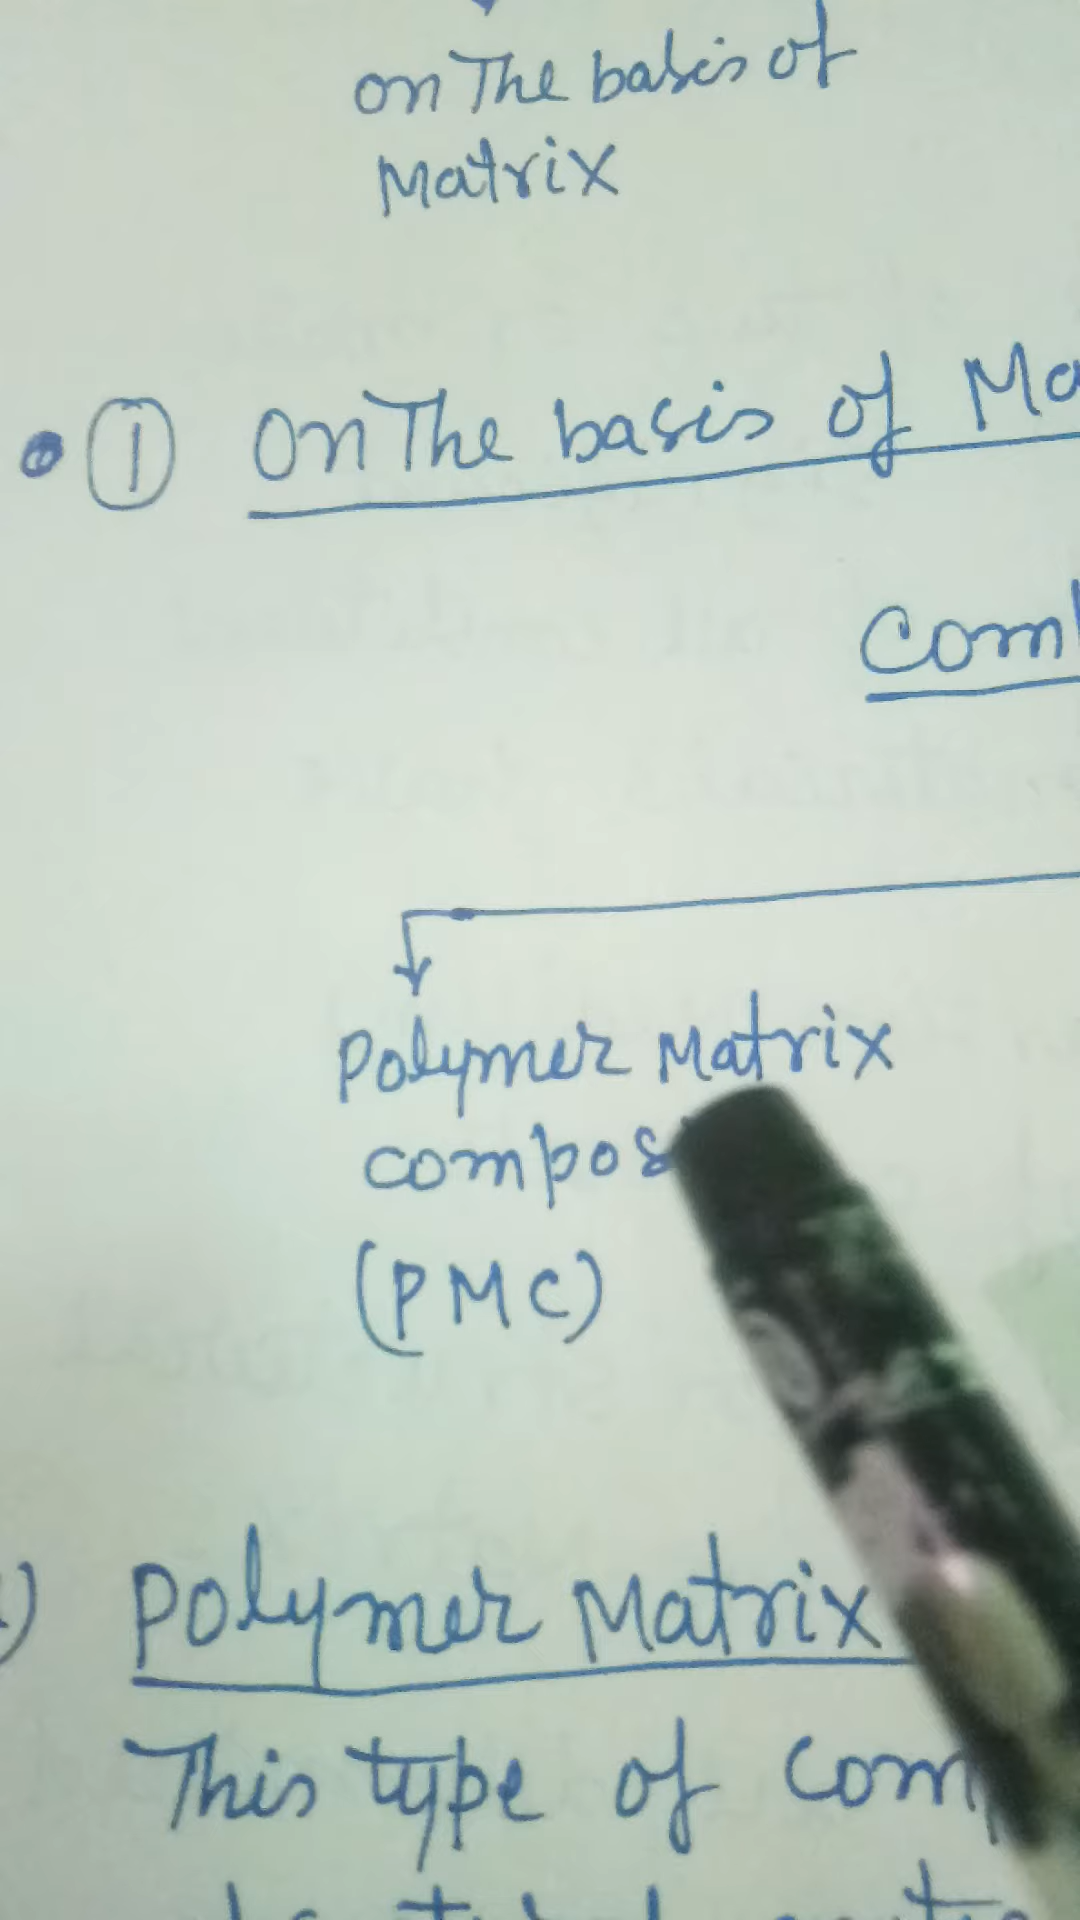 on The basis of
Matrix
① On The basis of Ma
Com
Polymer Matrix
compos
(PMC)
) Polymer Matrix
This type of Com